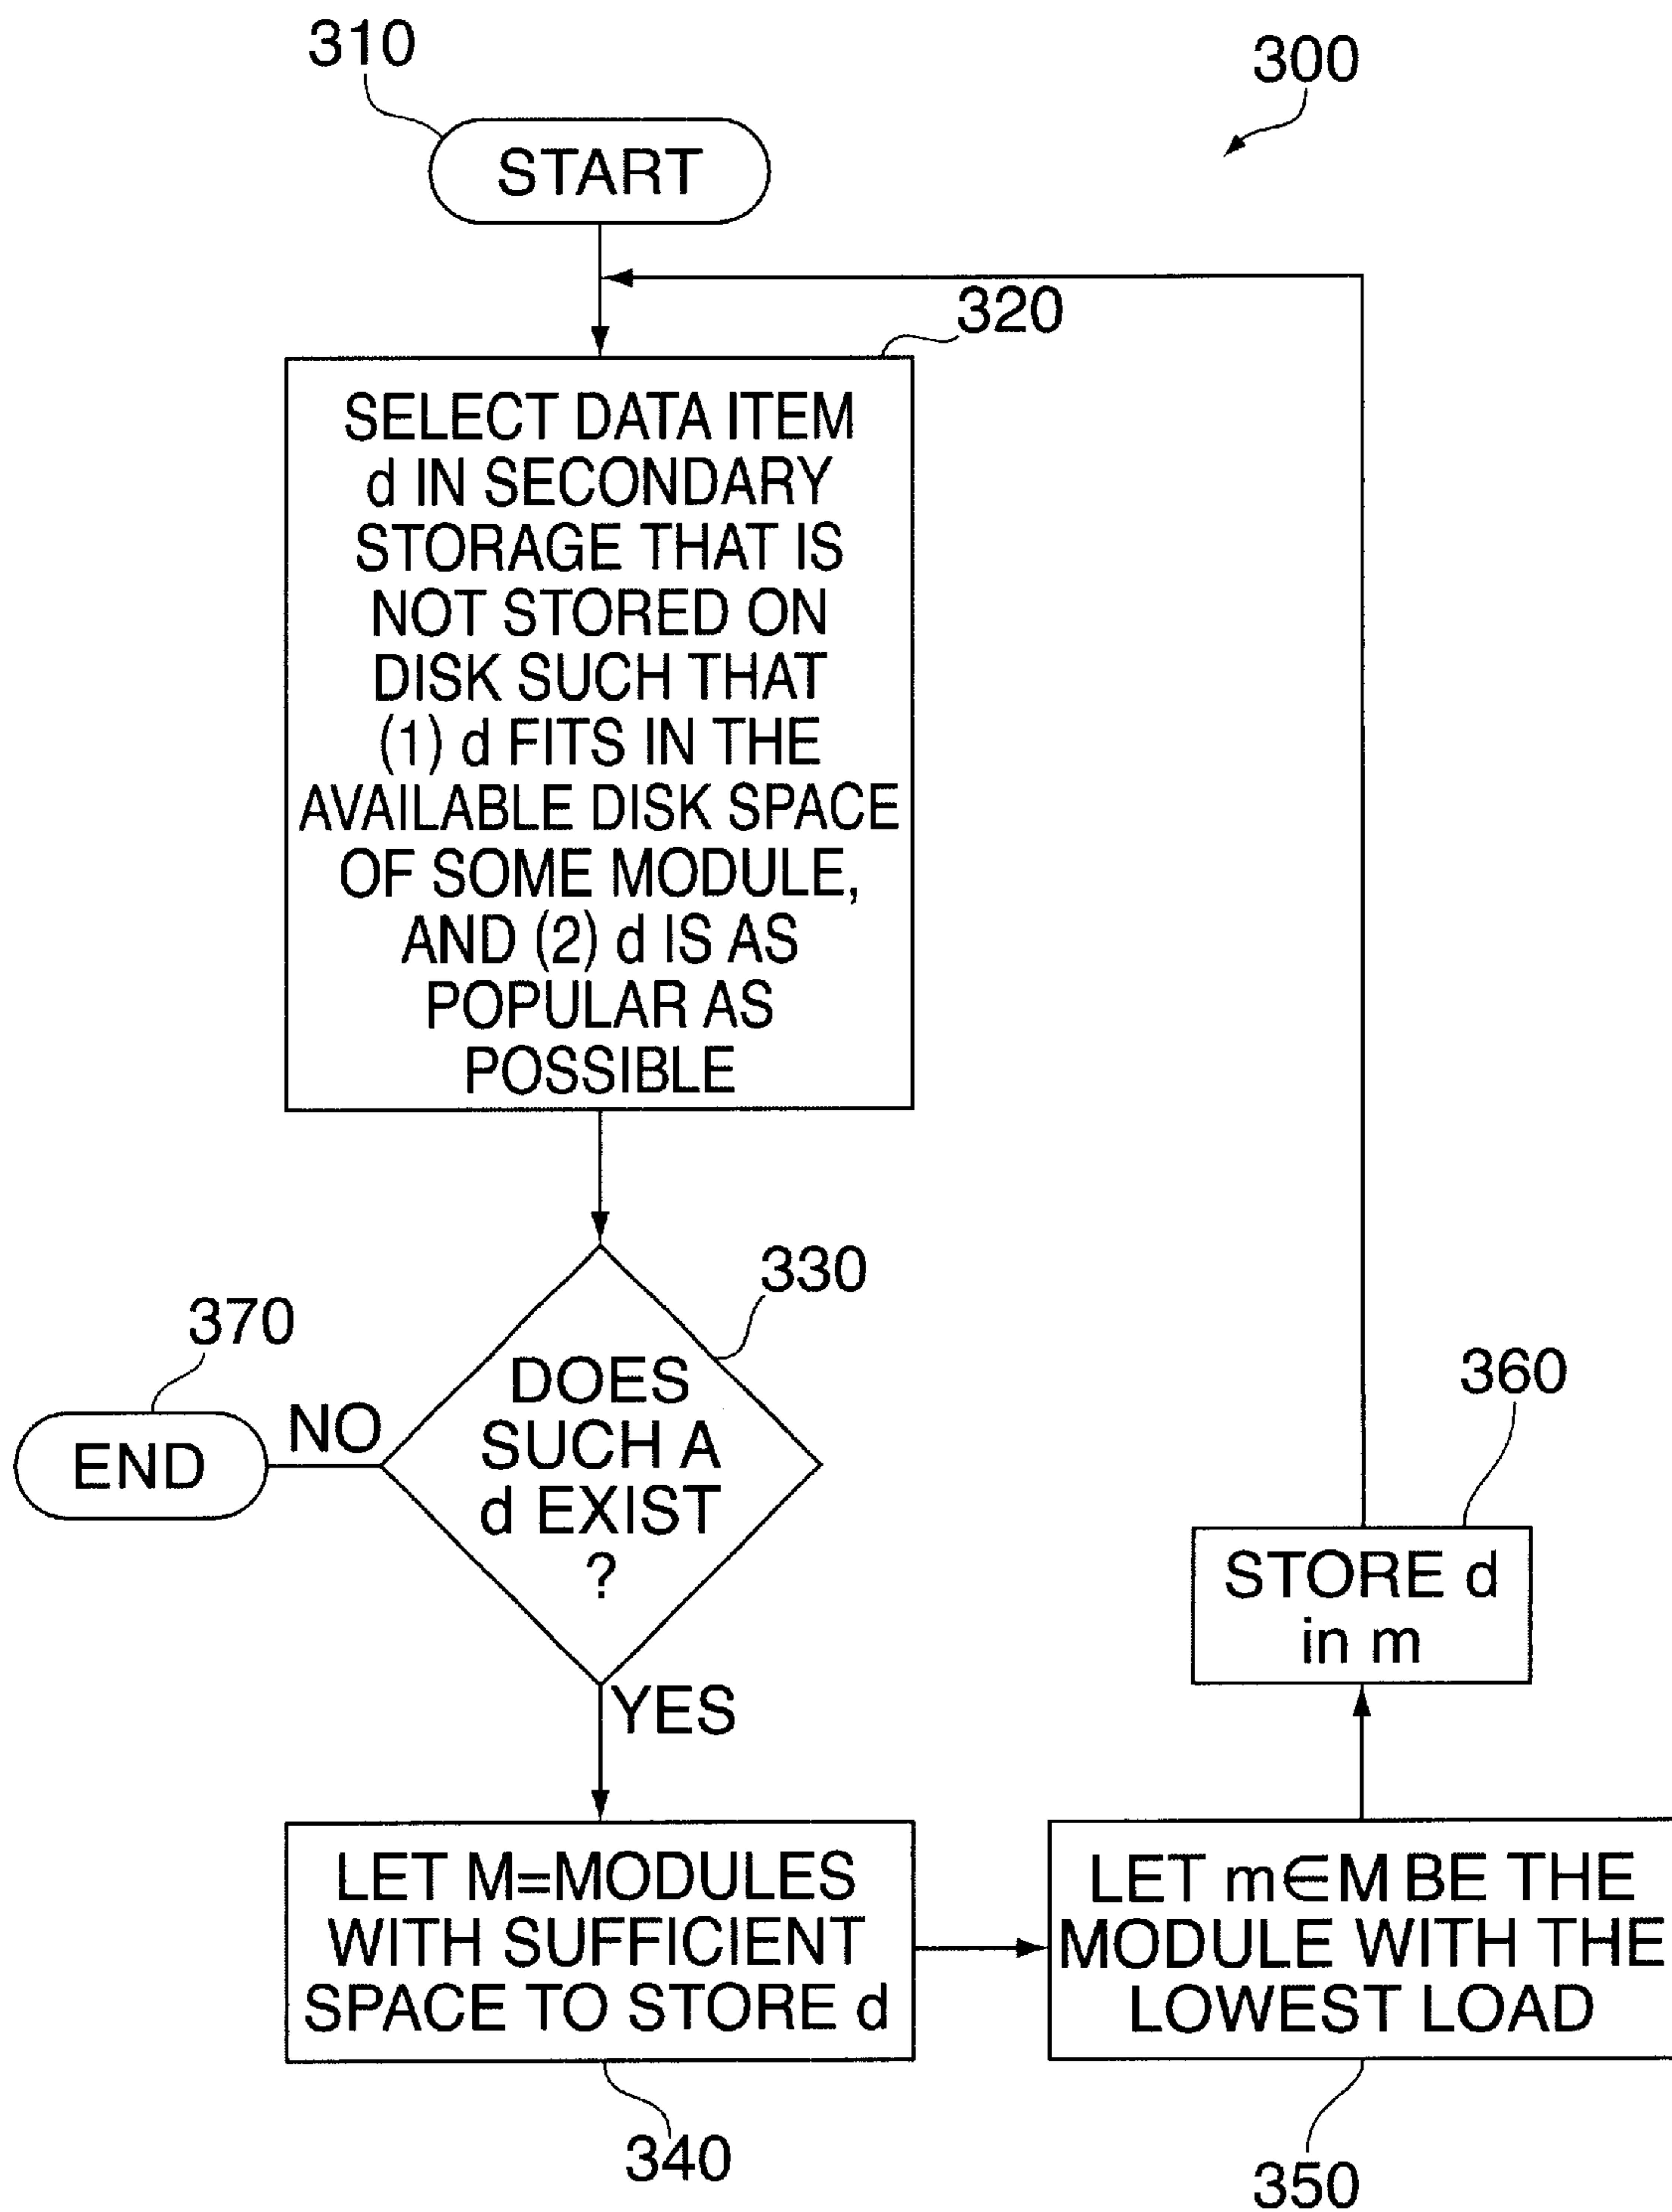 310
300
START
320
SELECT DATA ITEM
d IN SECONDARY
STORAGE THAT IS
NOT STORED ON
DISK SUCH THAT
(1) d FITS IN THE
AVAILABLE DISK SPACE
OF SOME MODULE,
AND (2) d IS AS
POPULAR AS
POSSIBLE
330
DOES
SUCH A
d EXIST
?
370
END
NO
YES
LET M=MODULES
WITH SUFFICIENT
SPACE TO STORE d
340
LET m∈M BE THE
MODULE WITH THE
LOWEST LOAD
350
360
STORE d
in m